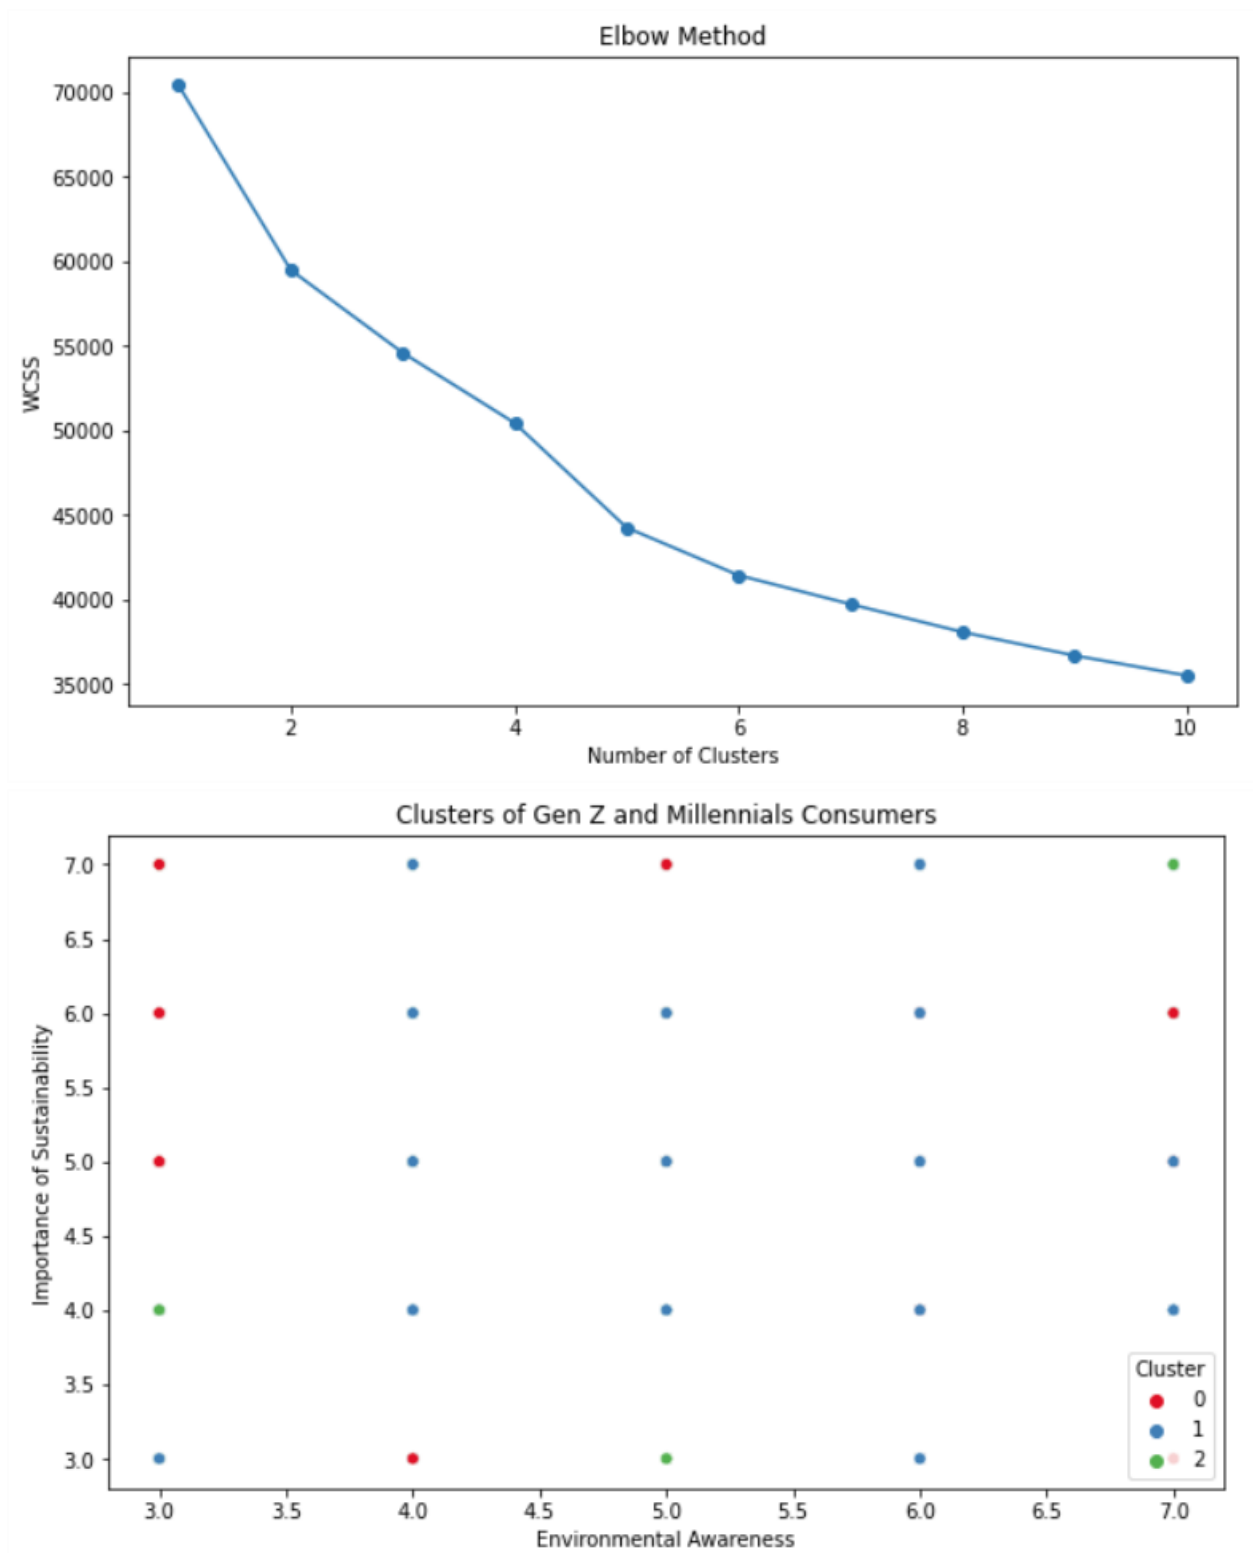 Elbow Method
70000
65000
60000
55000
50000
45000
40000
35000
WCSS
2 4 6 8 10
Number of Clusters
Clusters of Gen Z and Millennials Consumers
7.0
6.5
6.0
5.5
5.0
4.5
4.0
3.5
3.0
Importance of Sustainability
Cluster
0
1
2
3.0 3.5 4.0 4.5 5.0 5.5 6.0 6.5 7.0
Environmental Awareness